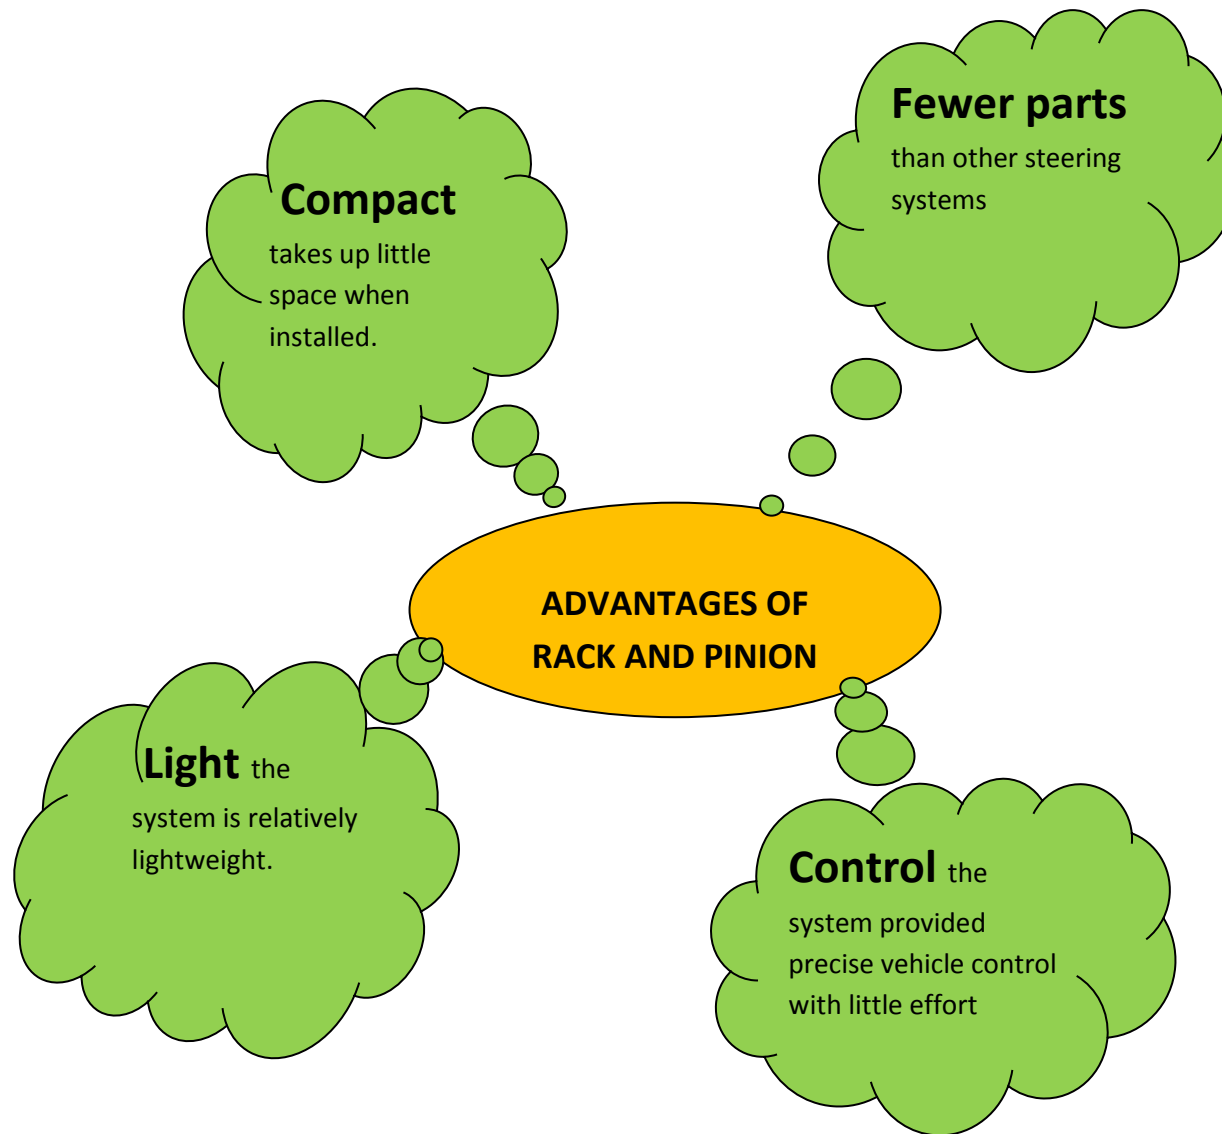 Compact
takes up little
space when
installed.
Fewer parts
than other steering
systems
ADVANTAGES OF
RACK AND PINION
Light the
system is relatively
lightweight.
Control the
system provided
precise vehicle control
with little effort